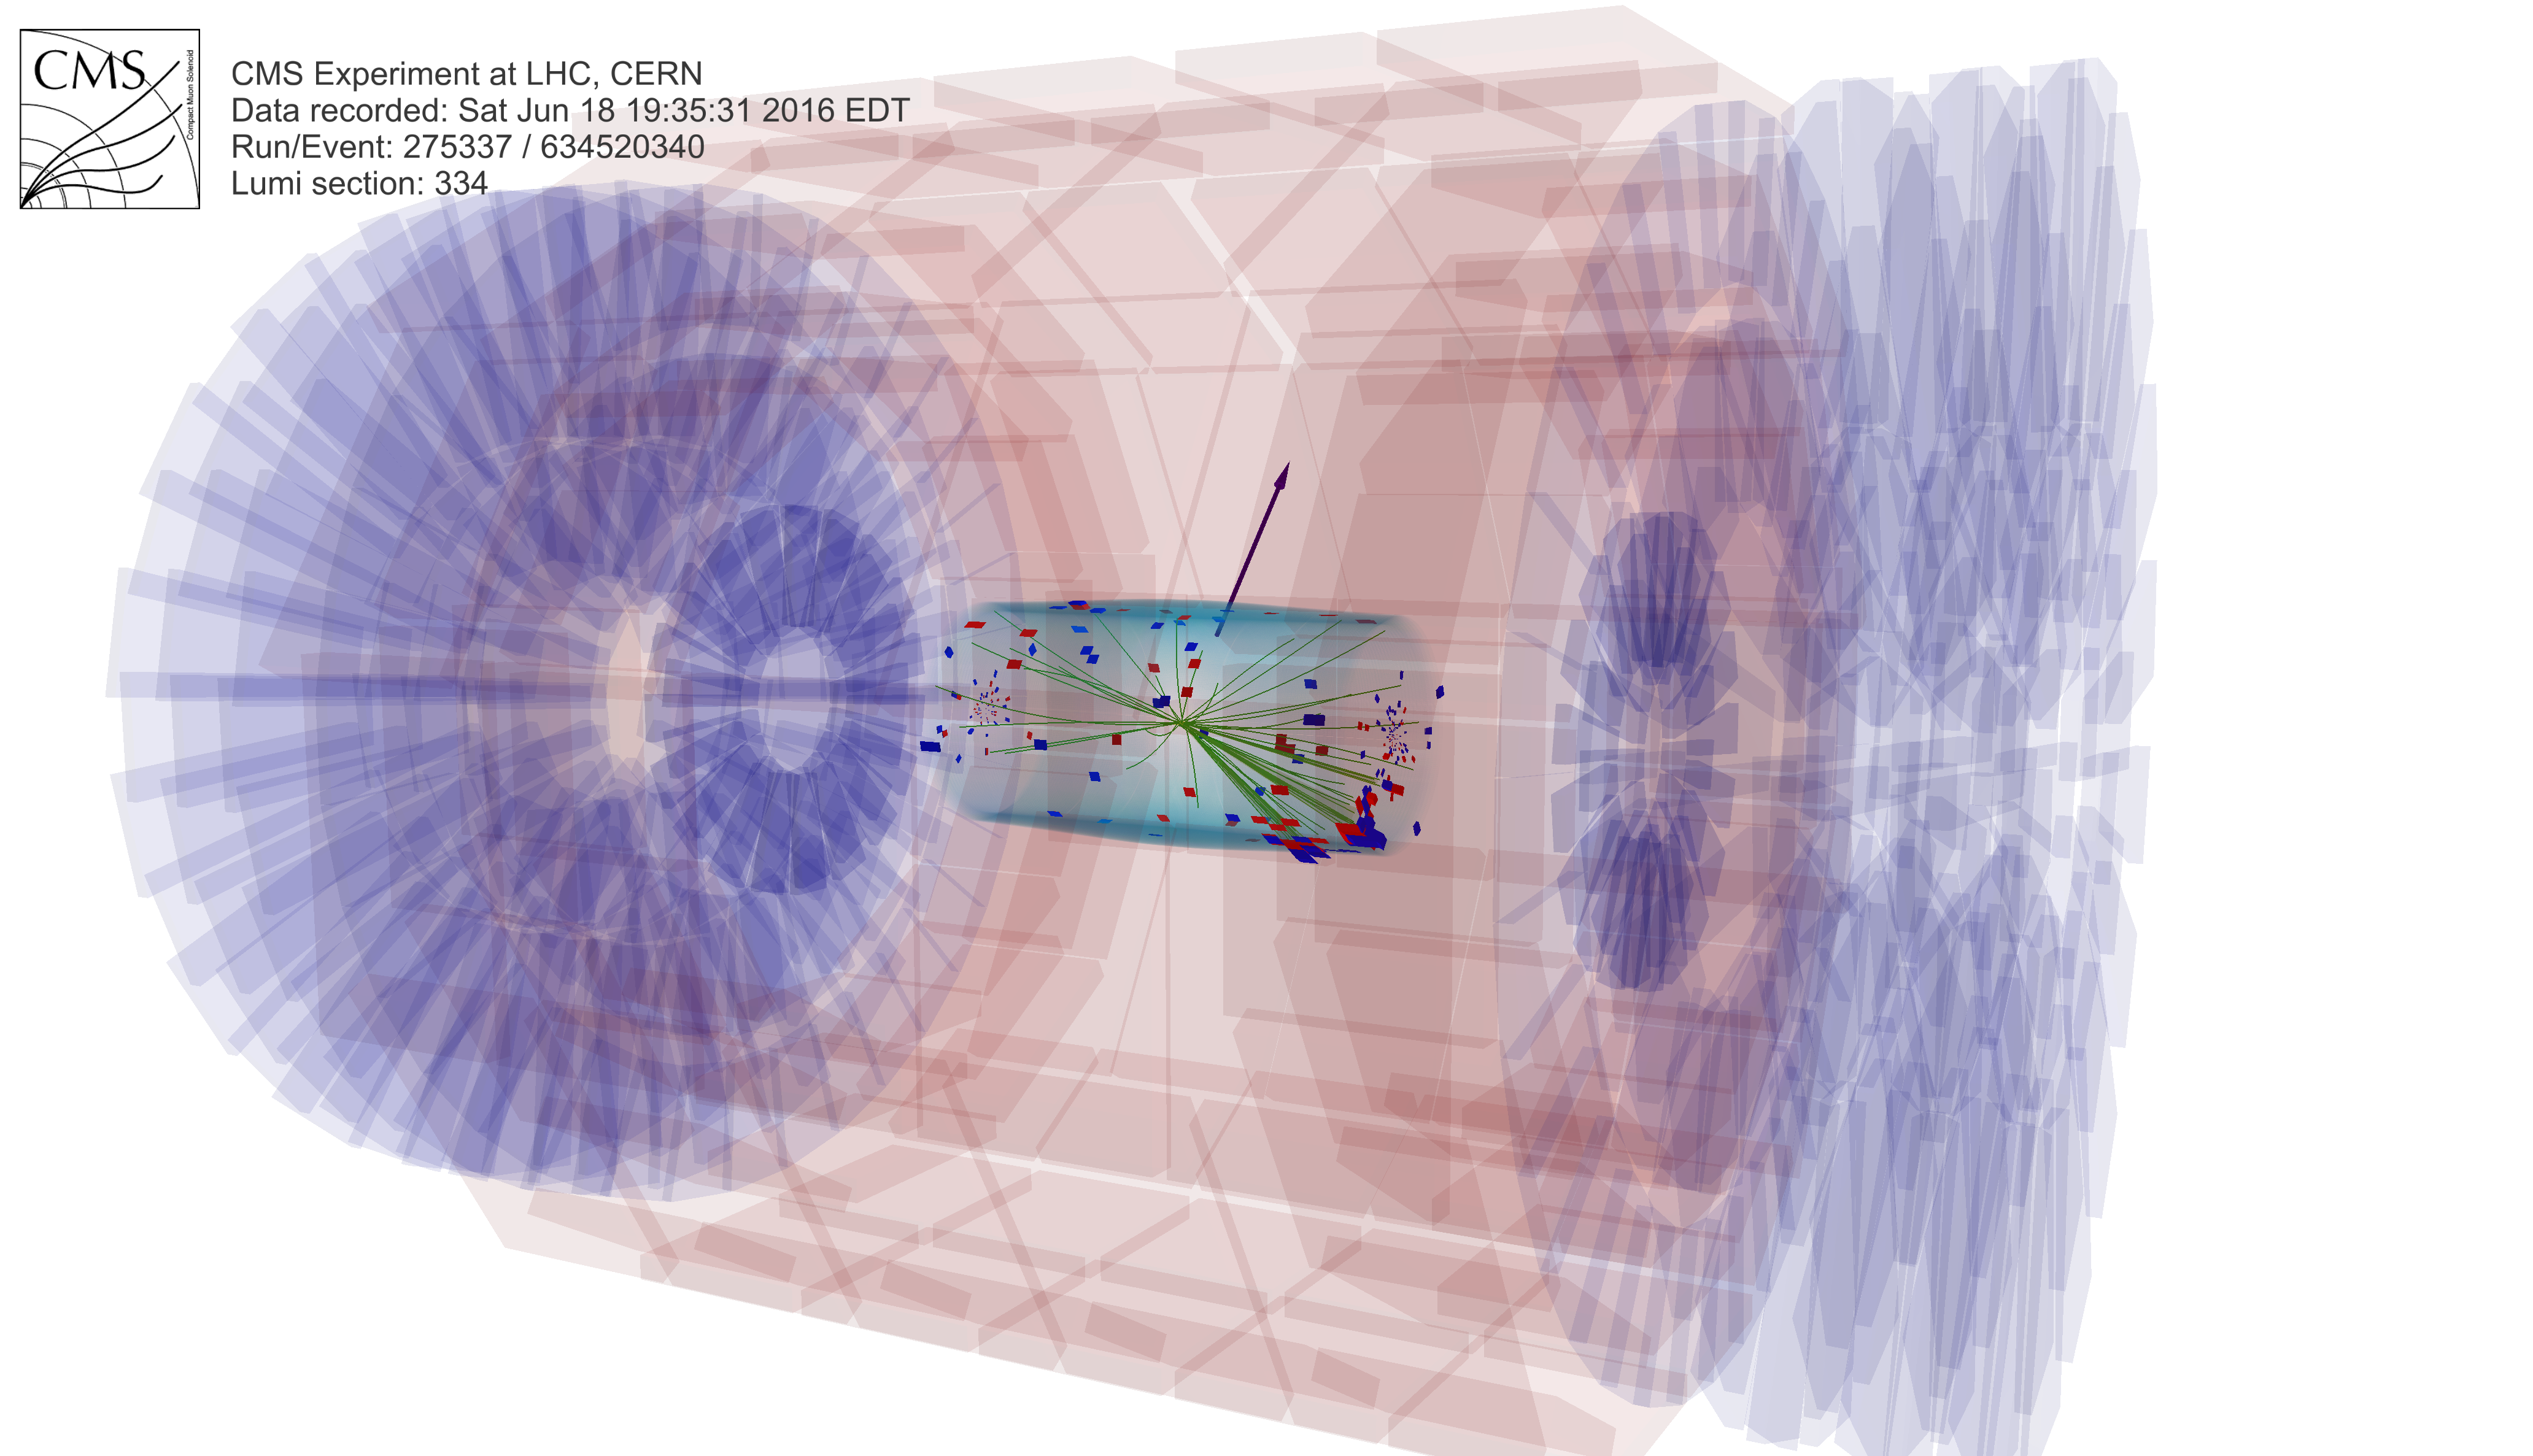 CMS
Compact Muon Solenoid
CMS Experiment at LHC, CERN
Data recorded: Sat Jun 18 19:35:31 2016 EDT
Run/Event: 275337 / 634520340
Lumi section: 334